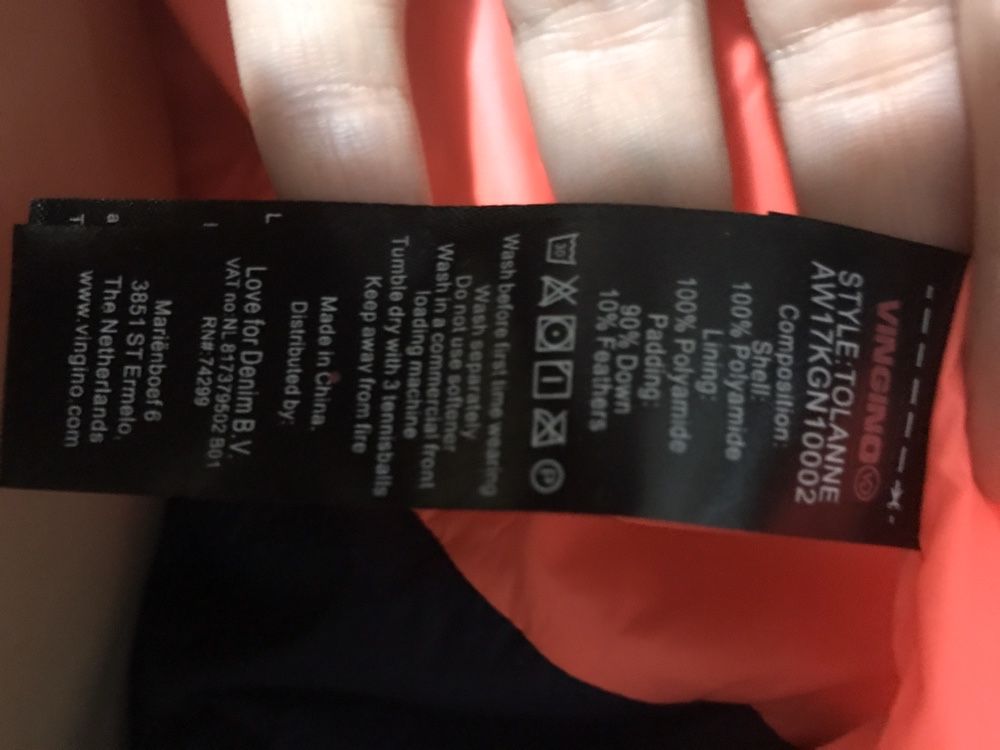 VINGINO
STYLE:TOLANNE
AW17KGN10002
Composition:
Shell:
100% Polyamide
Lining:
100% Polyamide
Padding:
90% Down
10% Feathers
30
P
Wash before first time wearing
Wash separately
Do not use softener
Wash in a commercial front
loading machine
Tumble dry with 3 tennisballs
Keep away from fire
Made in China.
Distributed by:
Love for Denim B.V.
VAT no.NL 817379502 B01
RN#:74299
Mariënboef 6
3851 ST Ermelo,
The Netherlands
www.vingino.com